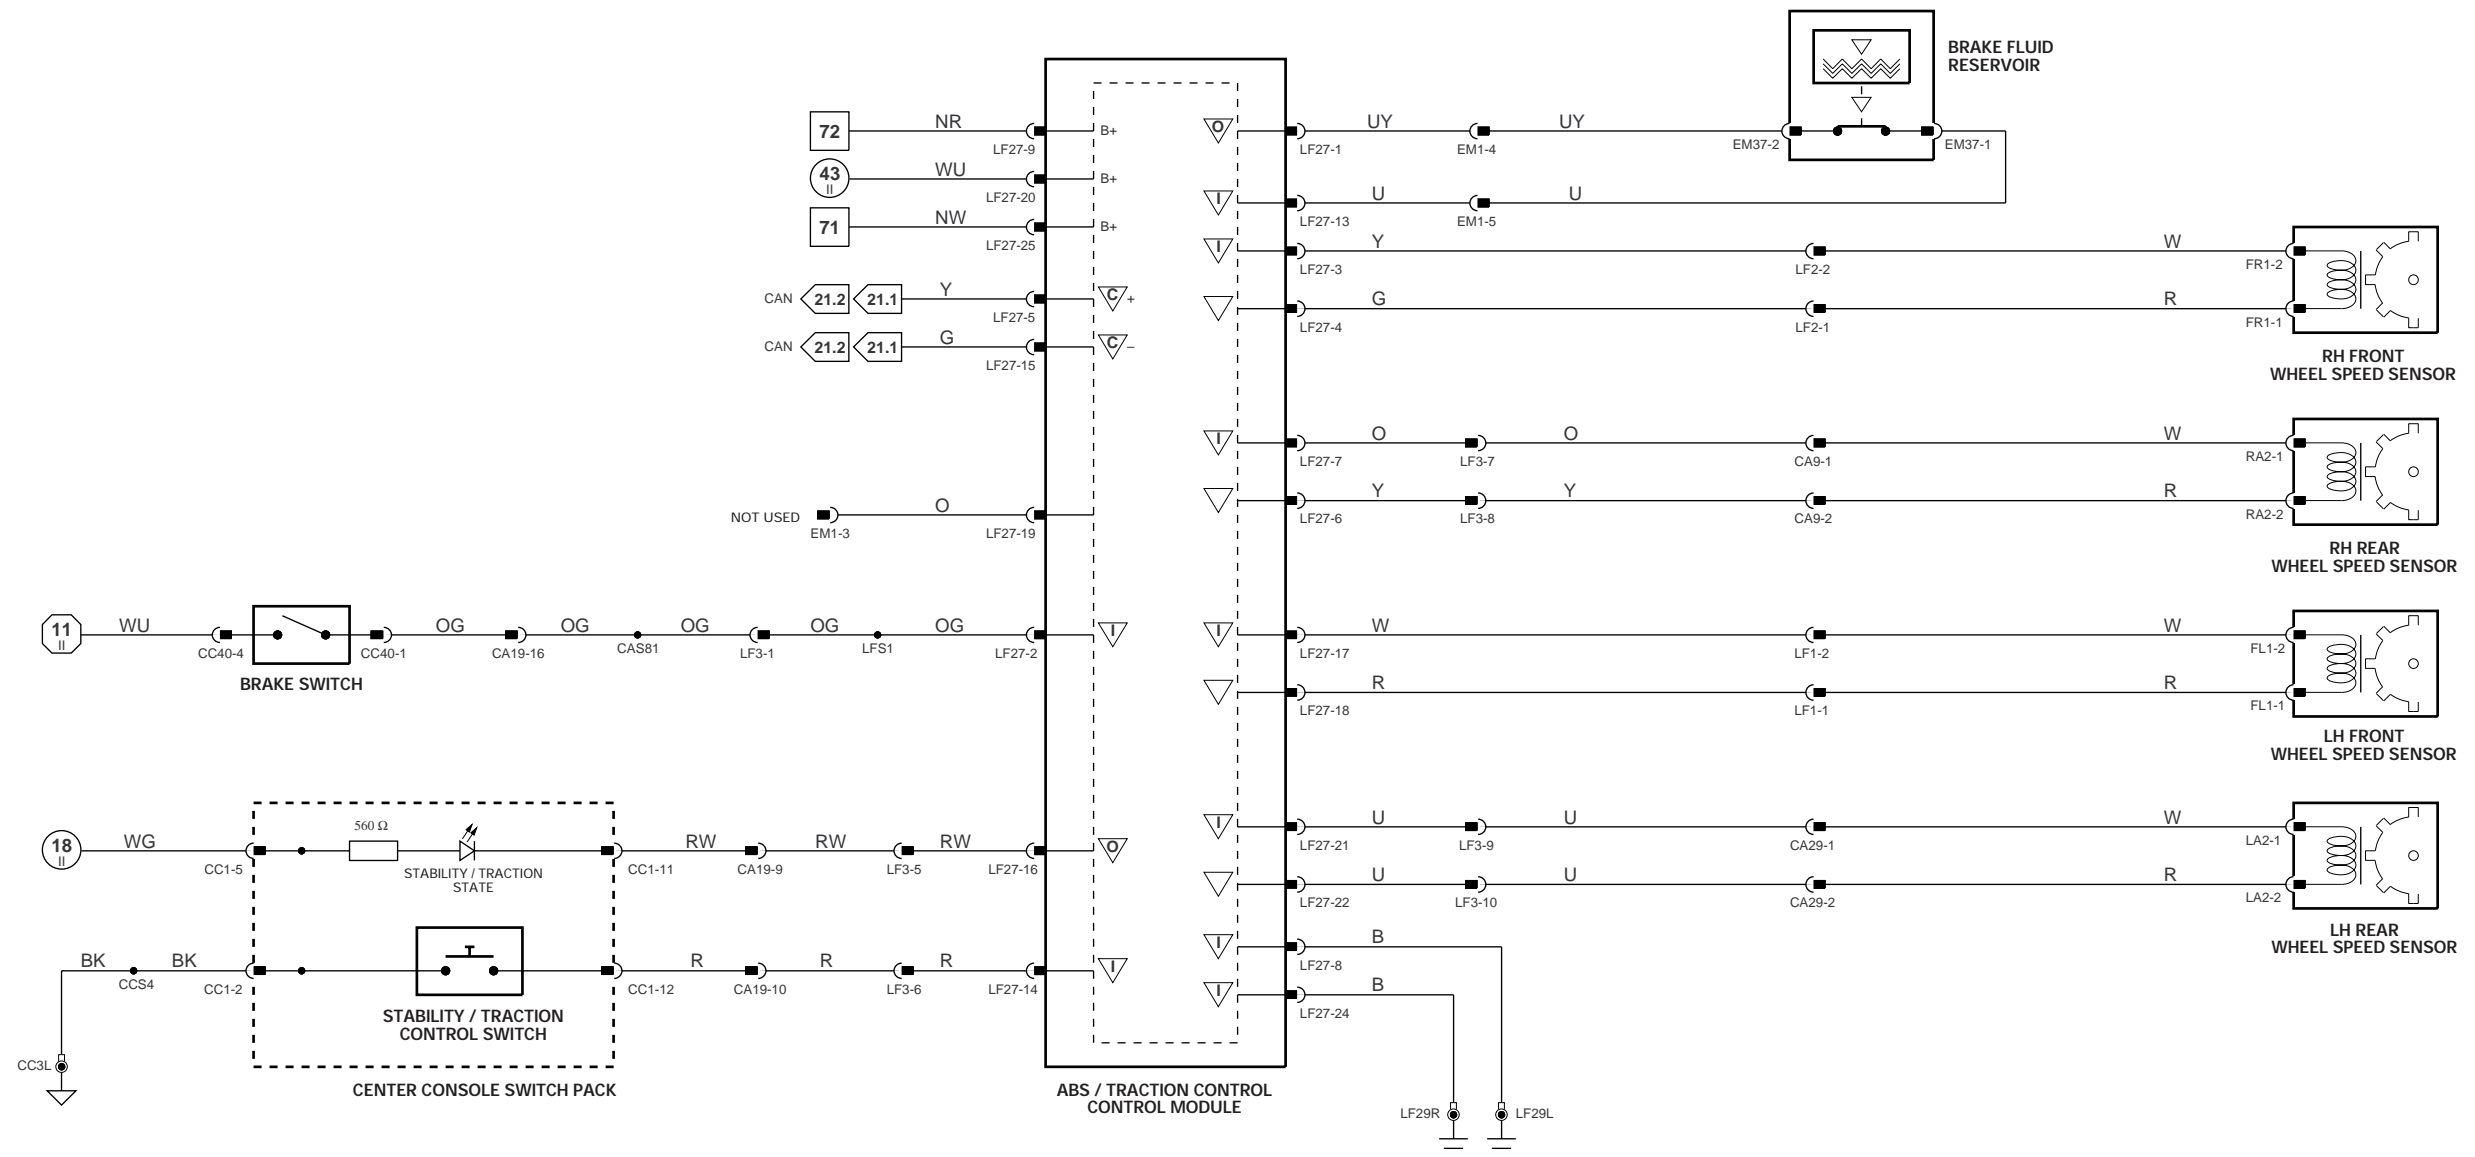 BRAKE FLUID
RESERVOIR
72 NR LF27-9 B+
43 II WU LF27-20 B+
71 NW LF27-25 B+
CAN 21.2 21.1 Y LF27-5 C +
CAN 21.2 21.1 G LF27-15 C –
NOT USED EM1-3 O LF27-19
11 II WU CC40-4 CC40-1 OG CA19-16 OG CAS81 OG LF3-1 OG LFS1 OG LF27-2 I
BRAKE SWITCH
18 II WG CC1-5 560 Ω CC1-11 RW CA19-9 RW LF3-5 RW LF27-16 O
STABILITY / TRACTION
STATE
BK CCS4 BK CC1-2 CC1-12 R CA19-10 R LF3-6 R LF27-14 I
STABILITY / TRACTION
CONTROL SWITCH
CC3L
CENTER CONSOLE SWITCH PACK
ABS / TRACTION CONTROL
CONTROL MODULE
O LF27-1 UY EM1-4 UY EM37-2 EM37-1
I LF27-13 U EM1-5 U
I LF27-3 Y LF2-2 W FR1-2
LF27-4 G LF2-1 R FR1-1
RH FRONT
WHEEL SPEED SENSOR
I LF27-7 O LF3-7 O CA9-1 W RA2-1
LF27-6 Y LF3-8 Y CA9-2 R RA2-2
RH REAR
WHEEL SPEED SENSOR
I LF27-17 W LF1-2 W FL1-2
LF27-18 R LF1-1 R FL1-1
LH FRONT
WHEEL SPEED SENSOR
I LF27-21 U LF3-9 U CA29-1 W LA2-1
LF27-22 U LF3-10 U CA29-2 R LA2-2
LH REAR
WHEEL SPEED SENSOR
I LF27-8 B
I LF27-24 B
LF29R LF29L